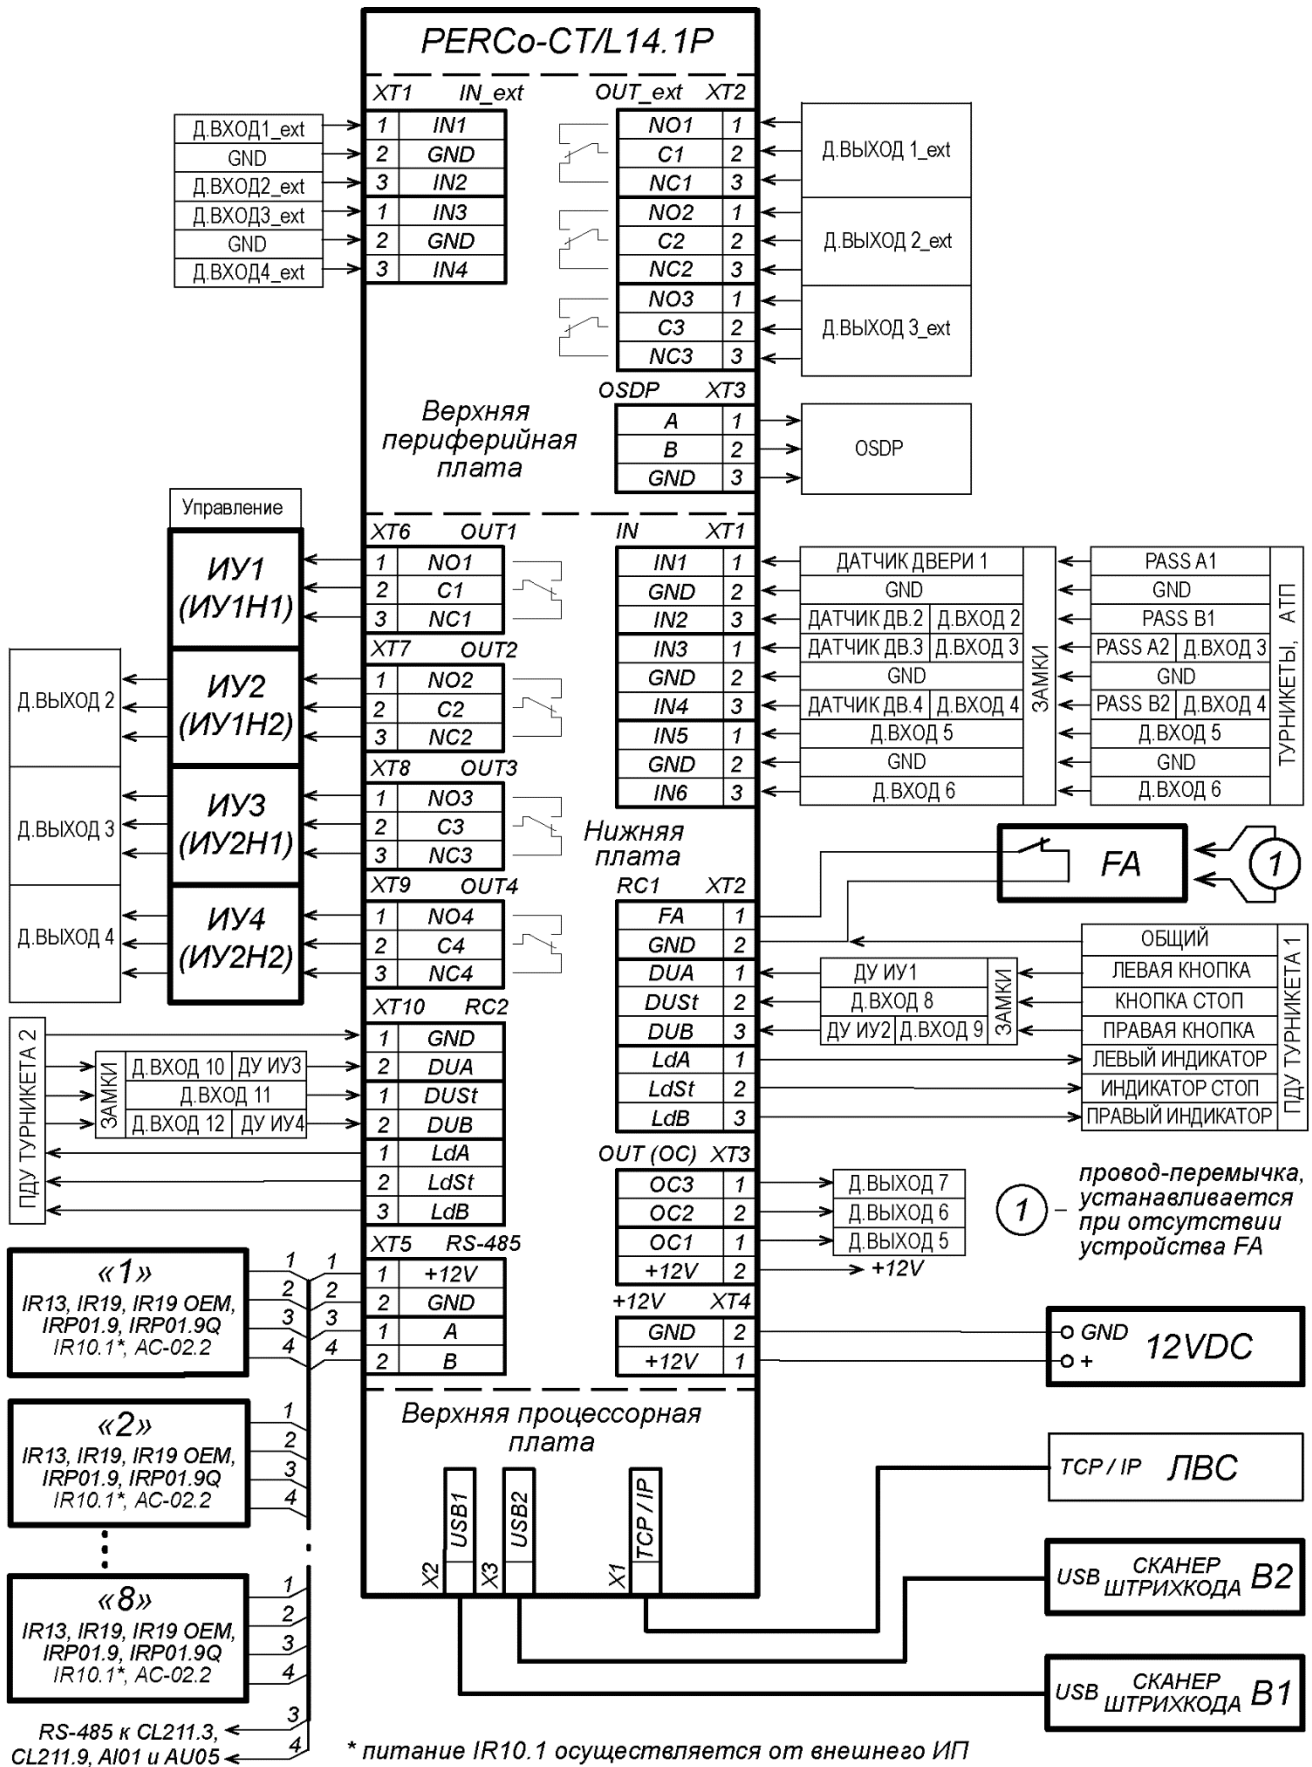 PERCo-CT/L14.1P
XT1 IN_ext
1 IN1
2 GND
3 IN2
1 IN3
2 GND
3 IN4
Д.ВХОД1_ext
GND
Д.ВХОД2_ext
Д.ВХОД3_ext
GND
Д.ВХОД4_ext
OUT_ext XT2
NO1 1
C1 2
NC1 3
NO2 1
C2 2
NC2 3
NO3 1
C3 2
NC3 3
Д.ВЫХОД 1_ext
Д.ВЫХОД 2_ext
Д.ВЫХОД 3_ext
OSDP XT3
A 1
B 2
GND 3
OSDP
Верхняя
периферийная
плата
Управление
ИУ1
(ИУ1Н1)
ИУ2
(ИУ1Н2)
ИУ3
(ИУ2Н1)
ИУ4
(ИУ2Н2)
Д.ВЫХОД 2
Д.ВЫХОД 3
Д.ВЫХОД 4
XT6 OUT1
1 NO1
2 C1
3 NC1
XT7 OUT2
1 NO2
2 C2
3 NC2
XT8 OUT3
1 NO3
2 C3
3 NC3
XT9 OUT4
1 NO4
2 C4
3 NC4
XT10 RC2
1 GND
2 DUA
1 DUSt
2 DUB
1 LdA
2 LdSt
3 LdB
ПДУ ТУРНИКЕТА 2
ЗАМКИ
Д.ВХОД 10 ДУ ИУ3
Д.ВХОД 11
Д.ВХОД 12 ДУ ИУ4
XT5 RS-485
1 +12V
2 GND
1 A
2 B
IN XT1
IN1 1
GND 2
IN2 3
IN3 1
GND 2
IN4 3
IN5 1
GND 2
IN6 3
ДАТЧИК ДВЕРИ 1
GND
ДАТЧИК ДВ.2 Д.ВХОД 2
ДАТЧИК ДВ.3 Д.ВХОД 3
GND
ДАТЧИК ДВ.4 Д.ВХОД 4
Д.ВХОД 5
GND
Д.ВХОД 6
ЗАМКИ
PASS A1
GND
PASS B1
PASS A2 Д.ВХОД 3
GND
PASS B2 Д.ВХОД 4
Д.ВХОД 5
GND
Д.ВХОД 6
ТУРНИКЕТЫ, АТП
Нижняя
плата
FA
1
RC1 XT2
FA 1
GND 2
DUA 1
DUSt 2
DUB 3
LdA 1
LdSt 2
LdB 3
ДУ ИУ1
Д.ВХОД 8
ДУ ИУ2 Д.ВХОД 9
ЗАМКИ
ОБЩИЙ
ЛЕВАЯ КНОПКА
КНОПКА СТОП
ПРАВАЯ КНОПКА
ЛЕВЫЙ ИНДИКАТОР
ИНДИКАТОР СТОП
ПРАВЫЙ ИНДИКАТОР
ПДУ ТУРНИКЕТА 1
OUT (OC) XT3
OC3 1
OC2 2
OC1 1
+12V 2
Д.ВЫХОД 7
Д.ВЫХОД 6
Д.ВЫХОД 5
+12V
1 – провод-перемычка,
устанавливается
при отсутствии
устройства FA
+12V XT4
GND 2
+12V 1
GND
+
12VDC
«1»
IR13, IR19, IR19 OEM,
IRP01.9, IRP01.9Q
IR10.1*, AC-02.2
1 1
2 2
3 3
4 4
«2»
IR13, IR19, IR19 OEM,
IRP01.9, IRP01.9Q
IR10.1*, AC-02.2
1
2
3
4
«8»
IR13, IR19, IR19 OEM,
IRP01.9, IRP01.9Q
IR10.1*, AC-02.2
1
2
3
4
3
4
RS-485 к CL211.3,
CL211.9, AI01 и AU05
Верхняя процессорная
плата
X2 USB1
X3 USB2
X1 TCP / IP
TCP / IP ЛВС
USB СКАНЕР ШТРИХКОДА B2
USB СКАНЕР ШТРИХКОДА B1
* питание IR10.1 осуществляется от внешнего ИП